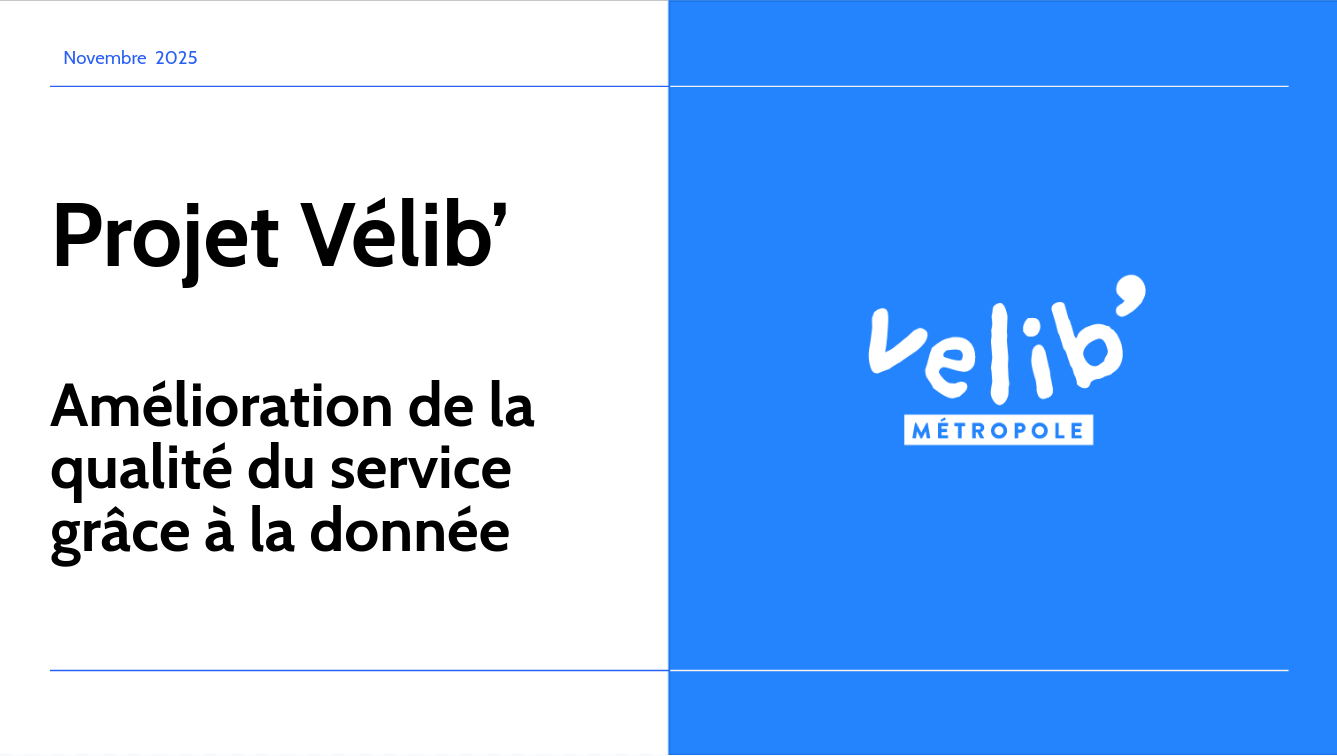 Novembre 2025
Projet Vélib’
Amélioration de la
qualité du service
grâce à la donnée
velib’
MÉTROPOLE